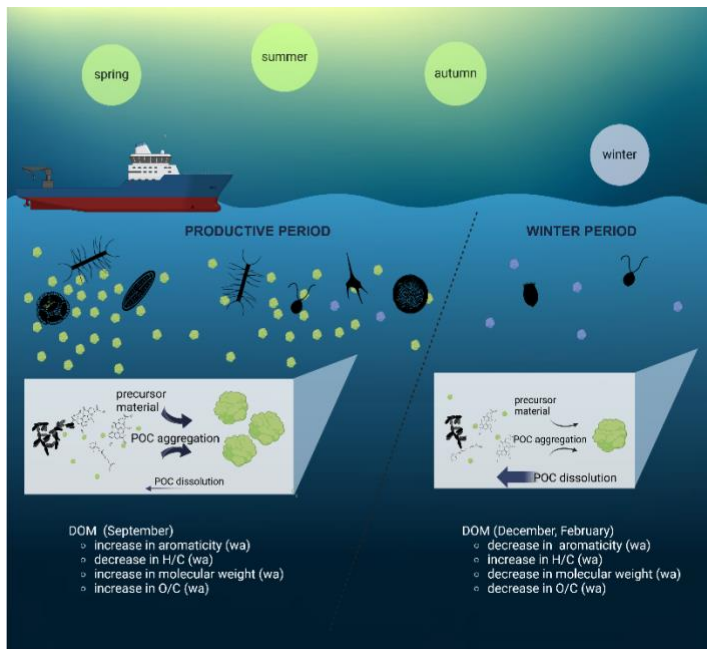 spring
summer
autumn
winter
PRODUCTIVE PERIOD
WINTER PERIOD
precursor
material
POC aggregation
POC dissolution
precursor
material
POC aggregation
POC dissolution
DOM (September)
○ increase in aromaticity (wa)
○ decrease in H/C (wa)
○ increase in molecular weight (wa)
○ increase in O/C (wa)
DOM (December, February)
○ decrease in aromaticity (wa)
○ increase in H/C (wa)
○ decrease in molecular weight (wa)
○ decrease in O/C (wa)